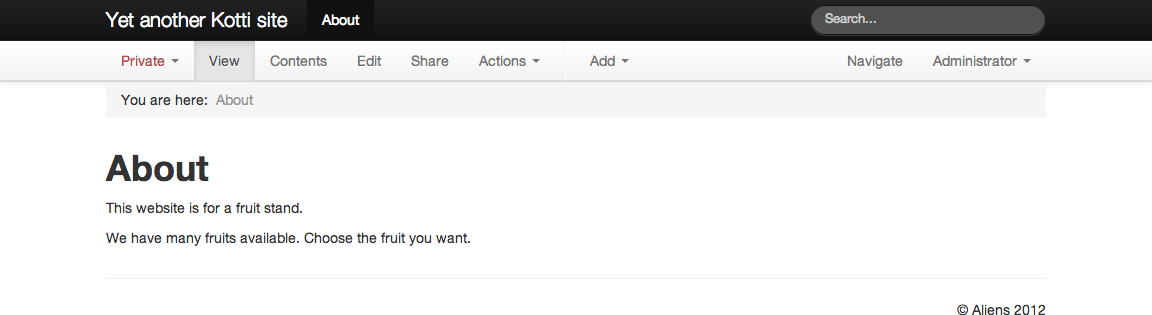 Yet another Kotti site About Search...
Private View Contents Edit Share Actions Add Navigate Administrator
You are here: About
About
This website is for a fruit stand.
We have many fruits available. Choose the fruit you want.
© Aliens 2012